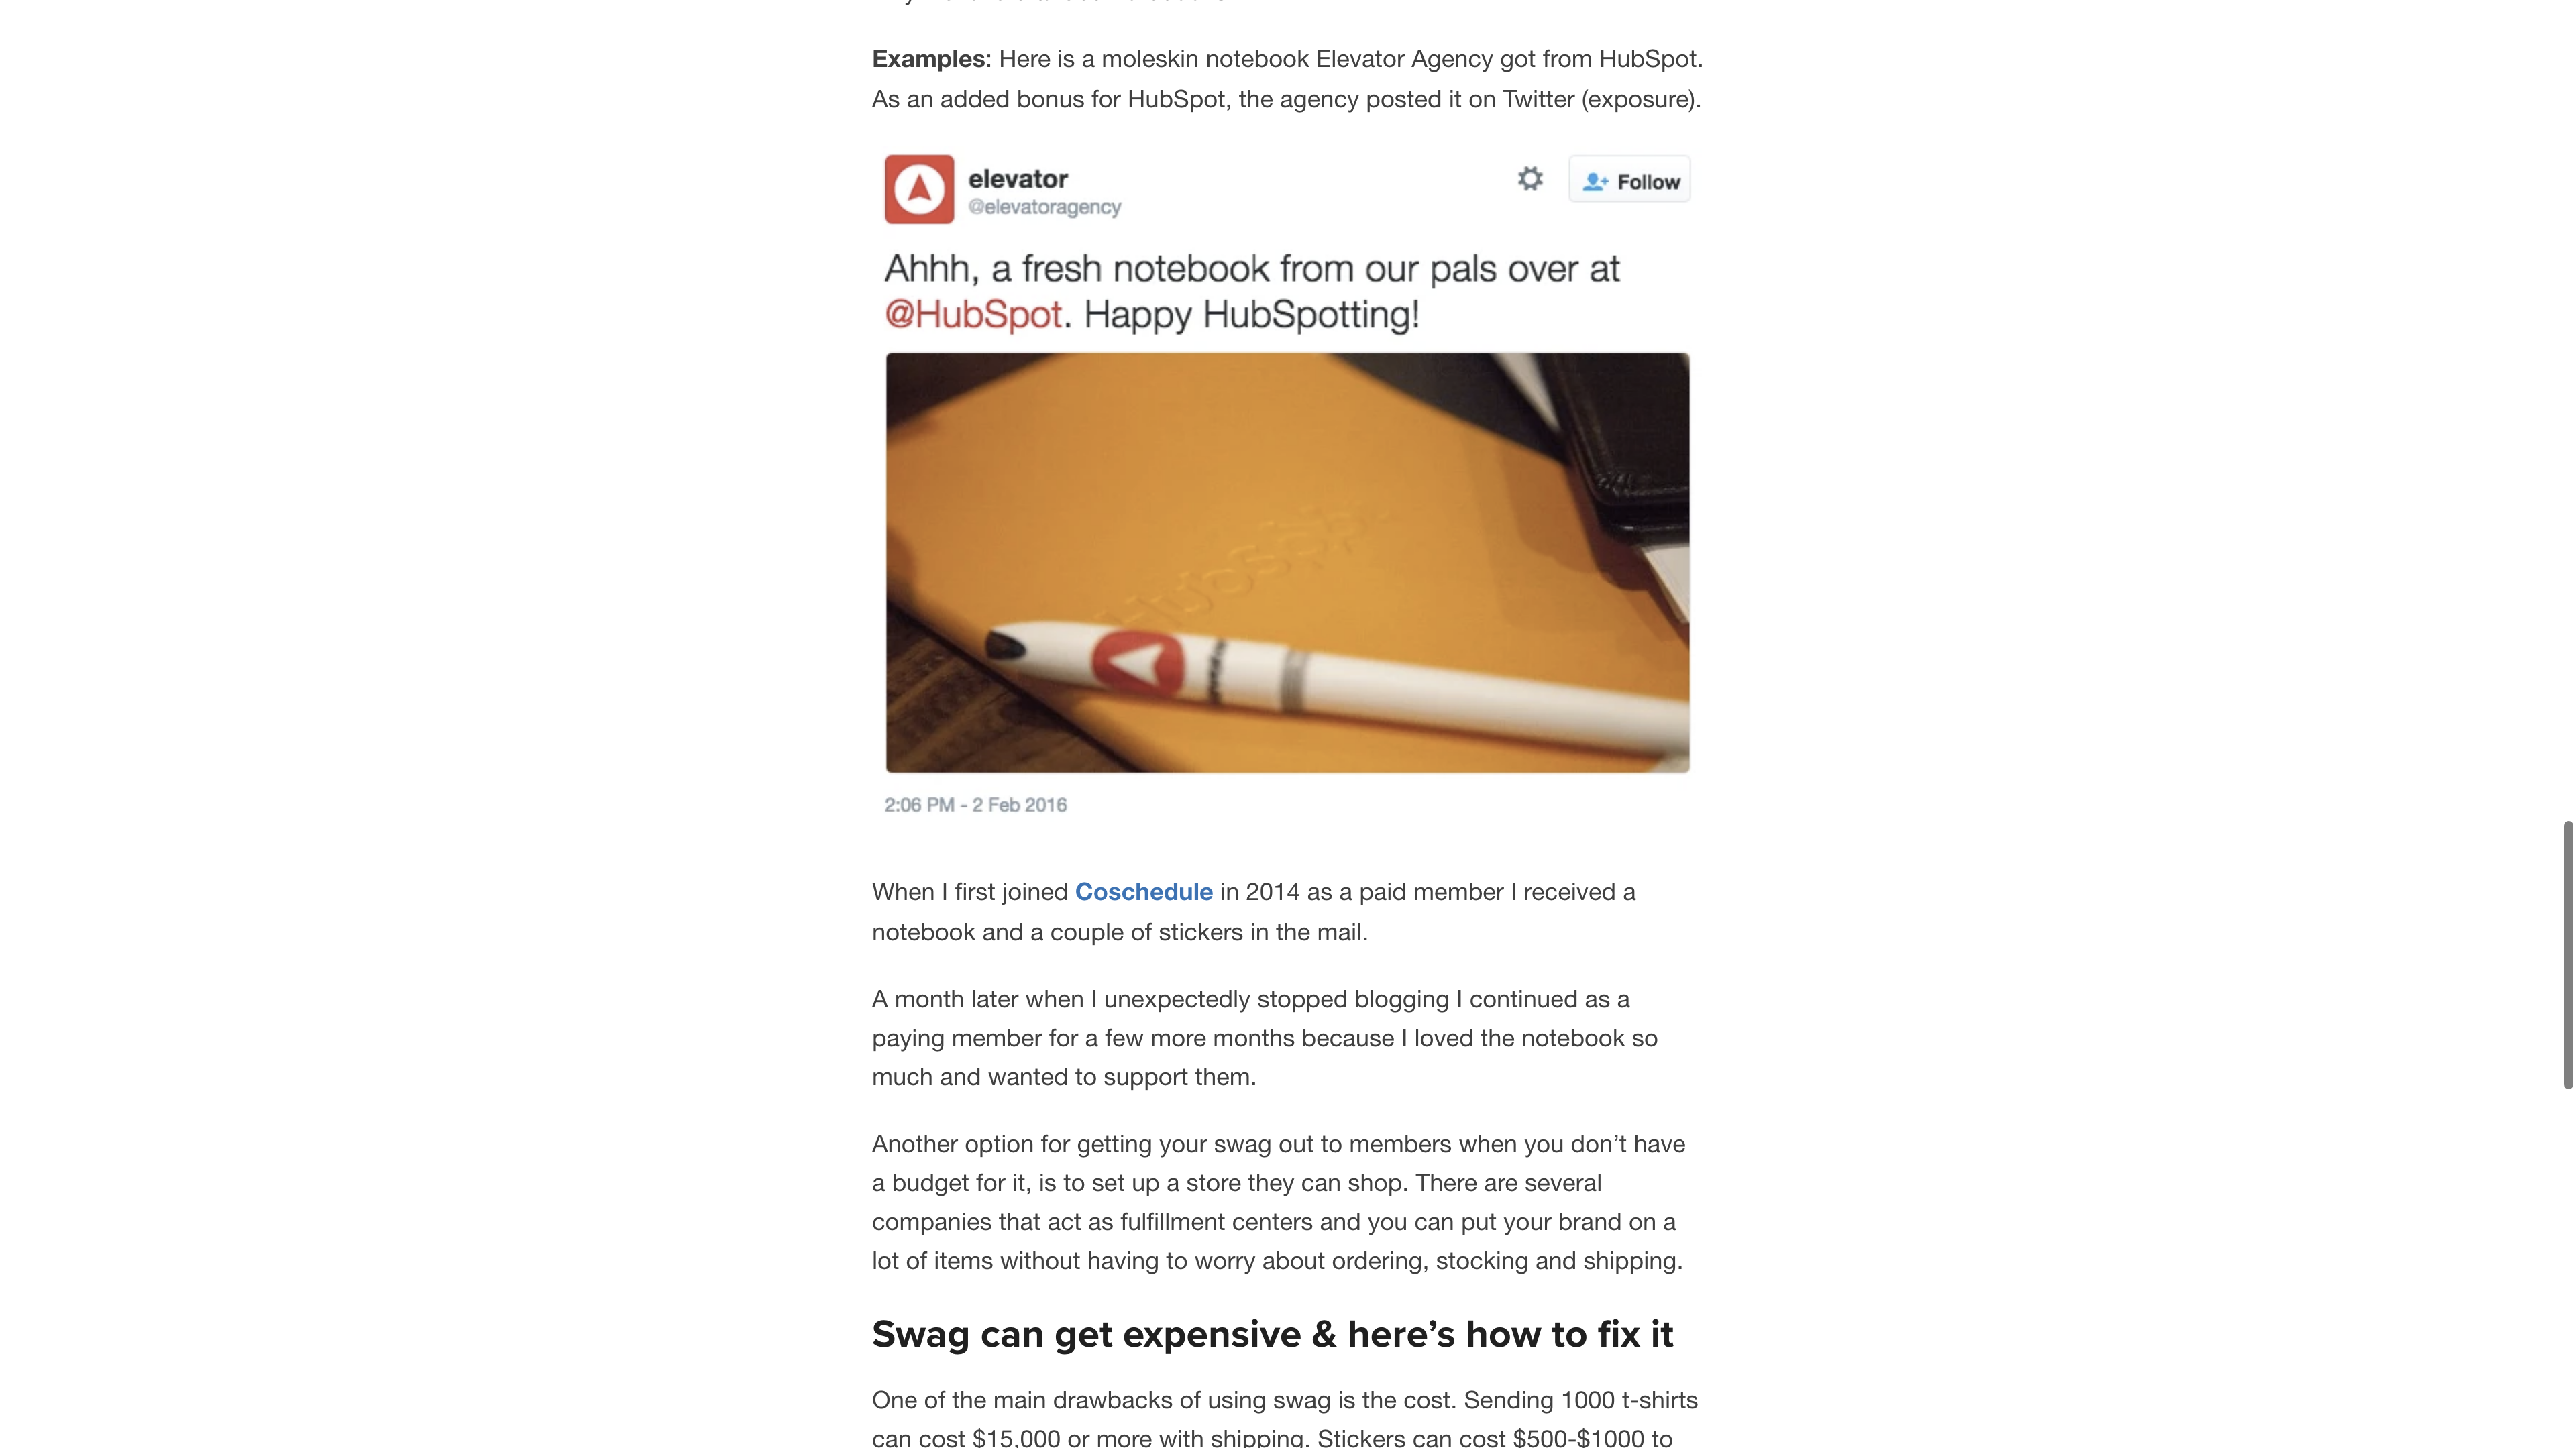 Examples: Here is a moleskin notebook Elevator Agency got from HubSpot.
As an added bonus for HubSpot, the agency posted it on Twitter (exposure).
elevator
@elevatoragency
Follow
Ahhh, a fresh notebook from our pals over at
@HubSpot. Happy HubSpotting!
HubSp
2:06 PM - 2 Feb 2016
When I first joined Coschedule in 2014 as a paid member I received a
notebook and a couple of stickers in the mail.
A month later when I unexpectedly stopped blogging I continued as a
paying member for a few more months because I loved the notebook so
much and wanted to support them.
Another option for getting your swag out to members when you don’t have
a budget for it, is to set up a store they can shop. There are several
companies that act as fulfillment centers and you can put your brand on a
lot of items without having to worry about ordering, stocking and shipping.
Swag can get expensive & here’s how to fix it
One of the main drawbacks of using swag is the cost. Sending 1000 t-shirts
can cost $15,000 or more with shipping. Stickers can cost $500-$1000 to